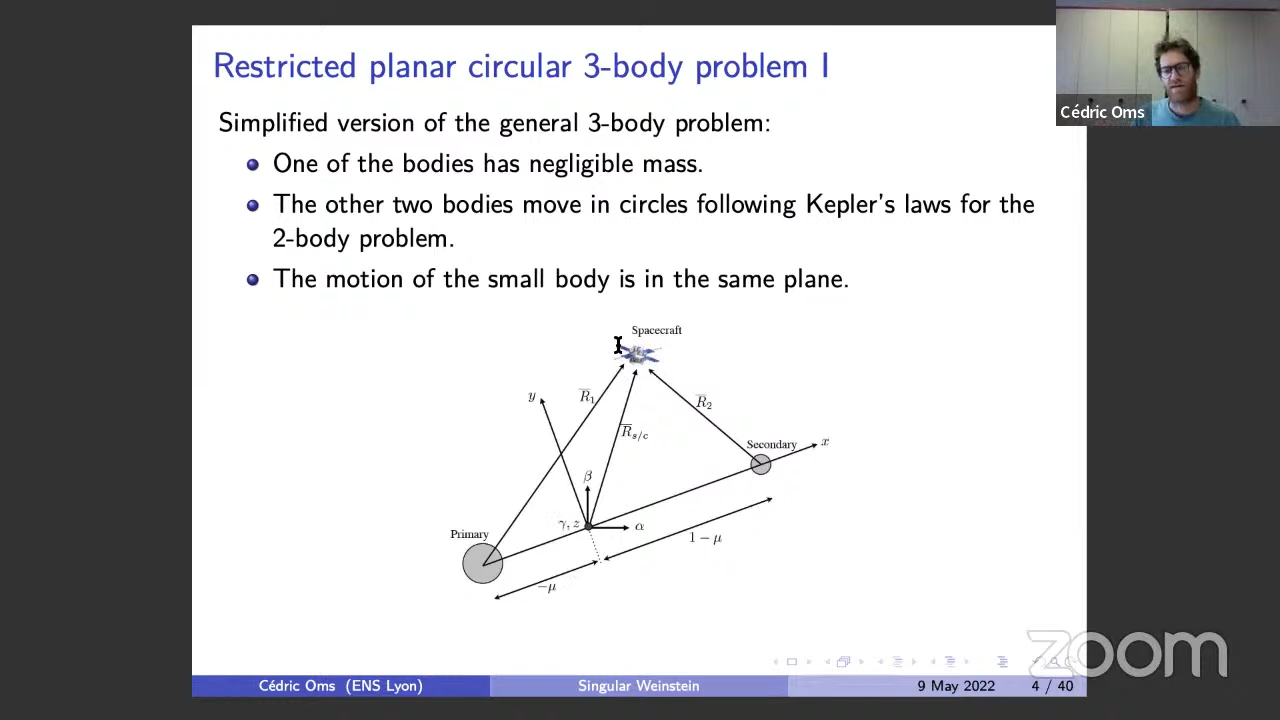 Restricted planar circular 3-body problem I
Cédric Oms
Simplified version of the general 3-body problem:
One of the bodies has negligible mass.
The other two bodies move in circles following Kepler's laws for the
2-body problem.
The motion of the small body is in the same plane.
Spacecraft
y
R̅₁
R̅₂
R̅s/c
Secondary
x
β
γ, z
α
Primary
1 − μ
−μ
zoom
Cédric Oms (ENS Lyon)
Singular Weinstein
9 May 2022
4 / 40